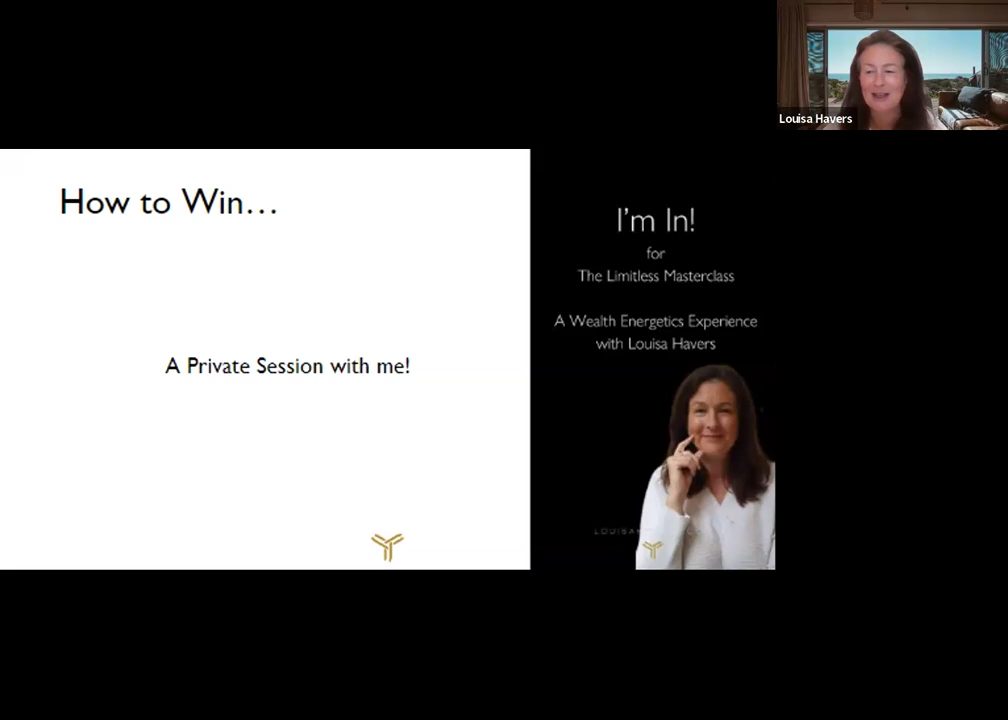 Louisa Havers
How to Win...
A Private Session with me!
I'm In!
for
The Limitless Masterclass
A Wealth Energetics Experience
with Louisa Havers